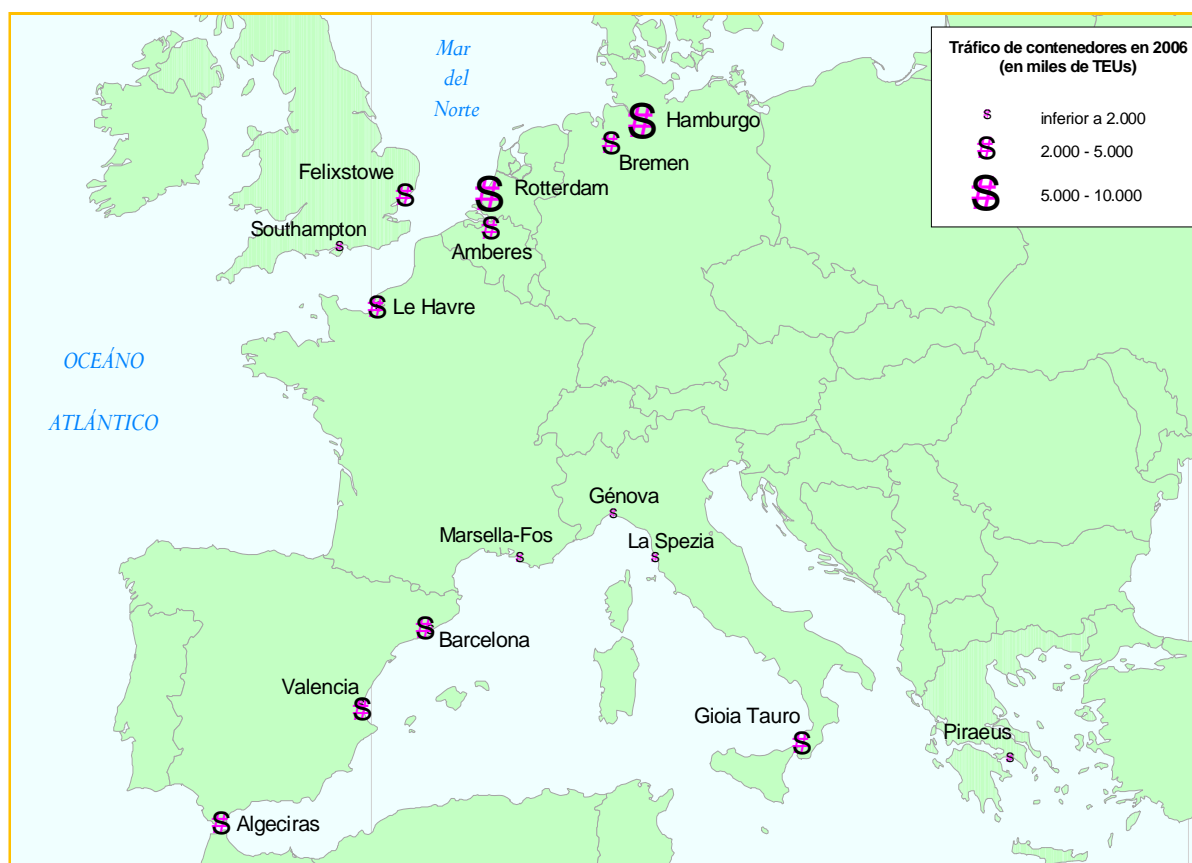 Mar
del
Norte
Tráfico de contenedores en 2006
(en miles de TEUs)
inferior a 2.000
2.000 - 5.000
5.000 - 10.000
Hamburgo
Bremen
Felixstowe
Rotterdam
Southampton
Amberes
Le Havre
OCEÁNO
ATLÁNTICO
Génova
Marsella-Fos
La Spezia
Barcelona
Valencia
Gioia Tauro
Piraeus
Algeciras